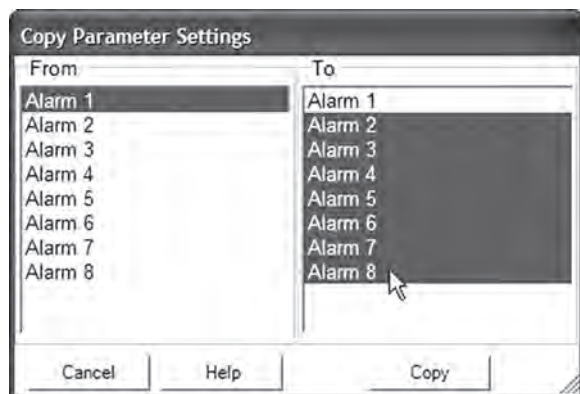 Copy Parameter Settings
From
Alarm 1
Alarm 2
Alarm 3
Alarm 4
Alarm 5
Alarm 6
Alarm 7
Alarm 8
To
Alarm 1
Alarm 2
Alarm 3
Alarm 4
Alarm 5
Alarm 6
Alarm 7
Alarm 8
Cancel
Help
Copy